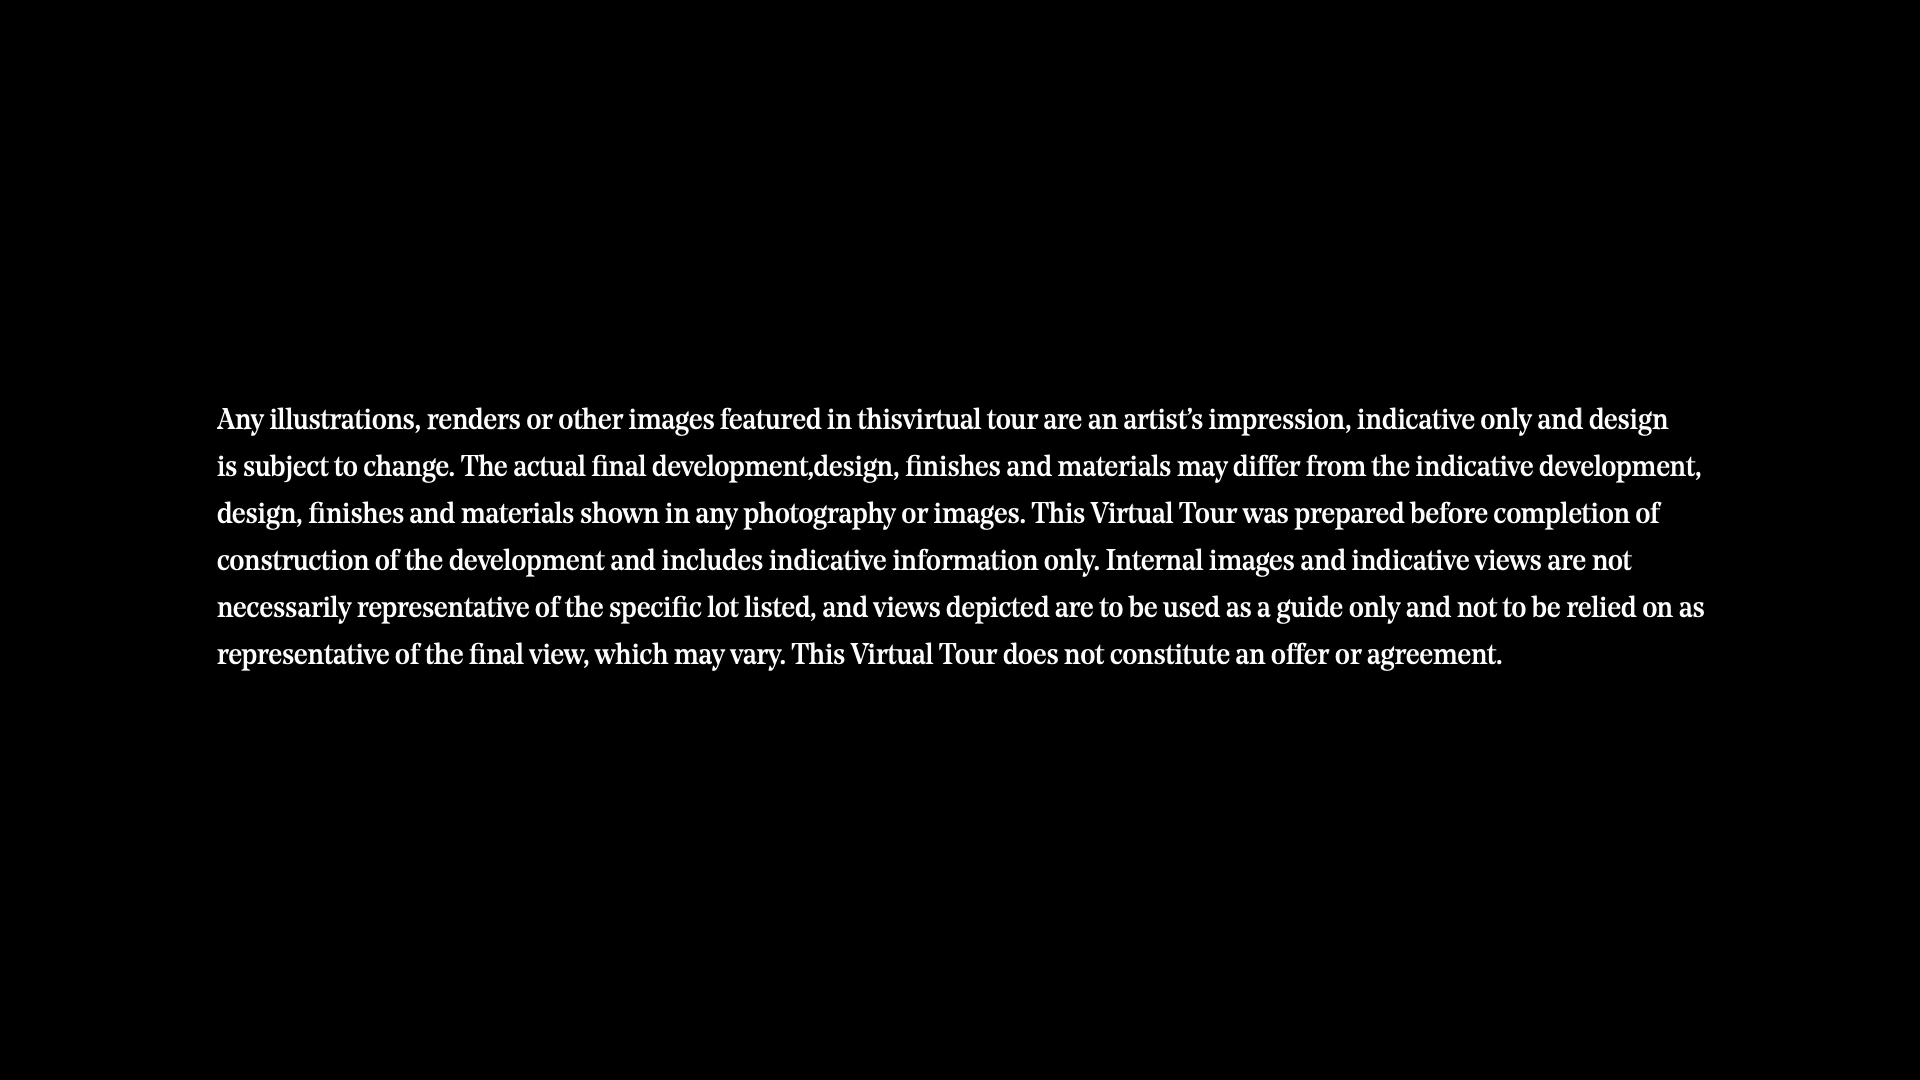 Any illustrations, renders or other images featured in thisvirtual tour are an artist’s impression, indicative only and design
is subject to change. The actual final development,design, finishes and materials may differ from the indicative development,
design, finishes and materials shown in any photography or images. This Virtual Tour was prepared before completion of
construction of the development and includes indicative information only. Internal images and indicative views are not
necessarily representative of the specific lot listed, and views depicted are to be used as a guide only and not to be relied on as
representative of the final view, which may vary. This Virtual Tour does not constitute an offer or agreement.